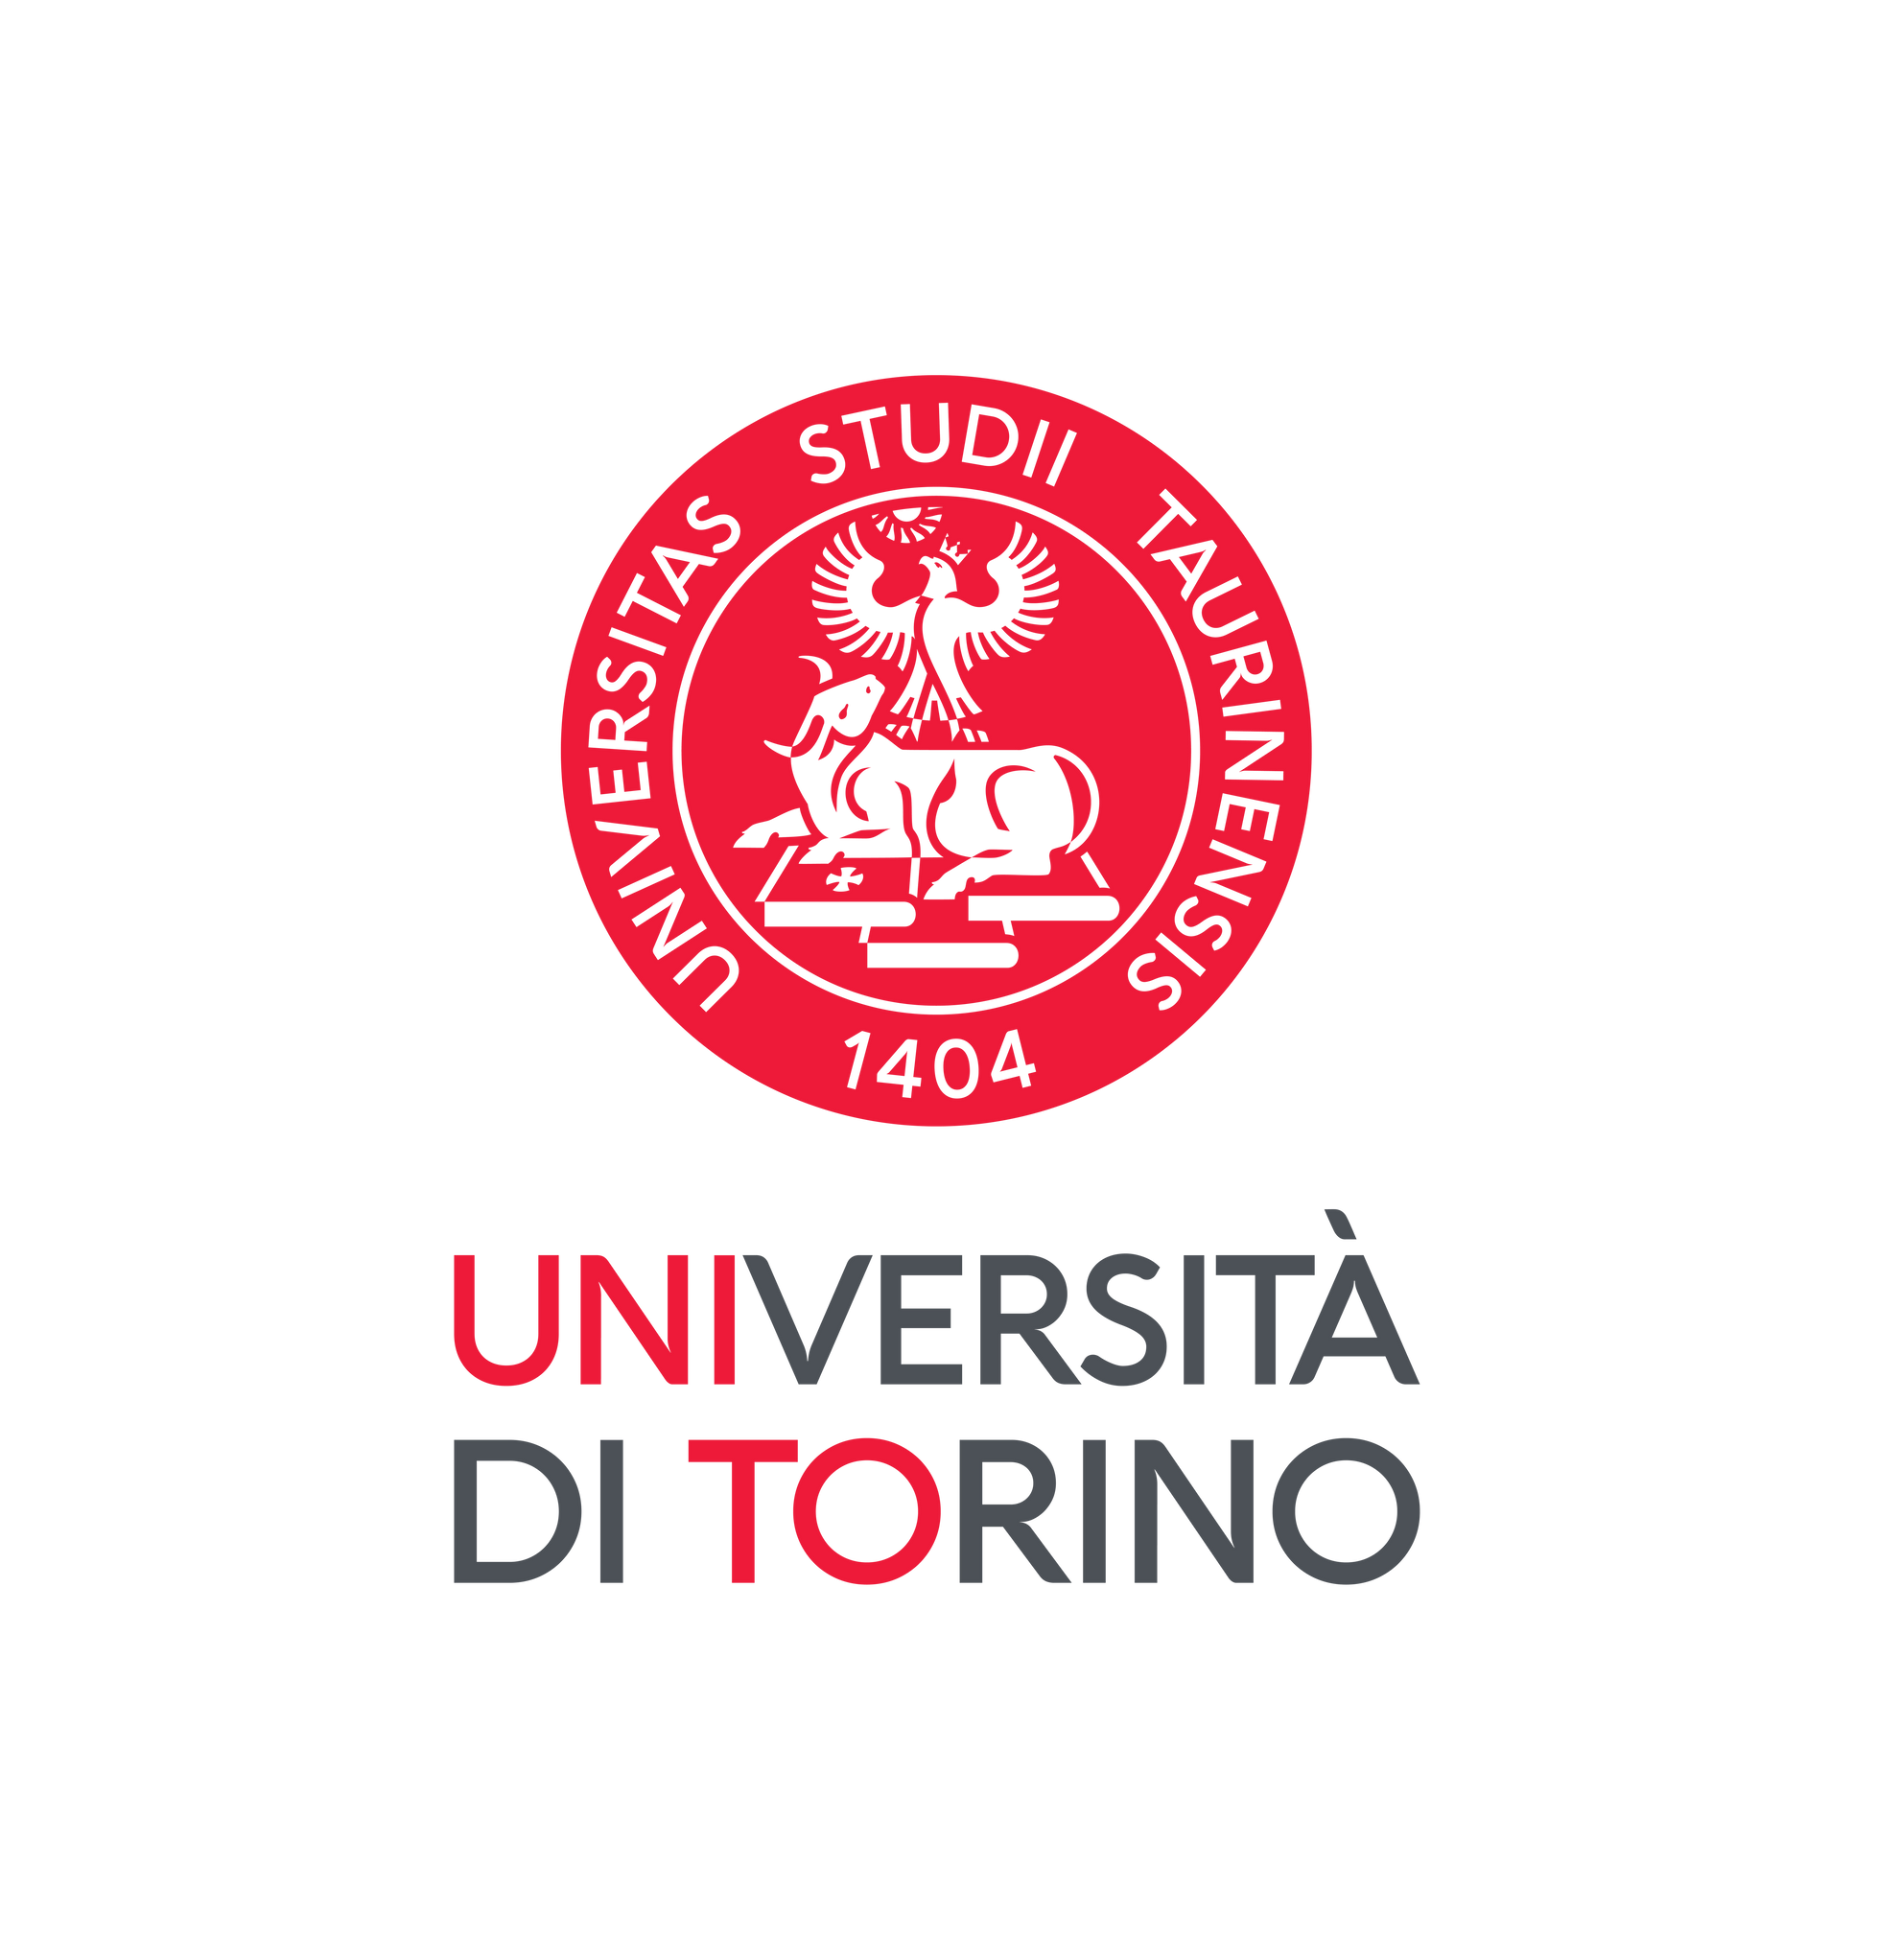 UNIVERSITAS STUDII TAURINENSIS
1404
UNIVERSITÀ
DI TORINO